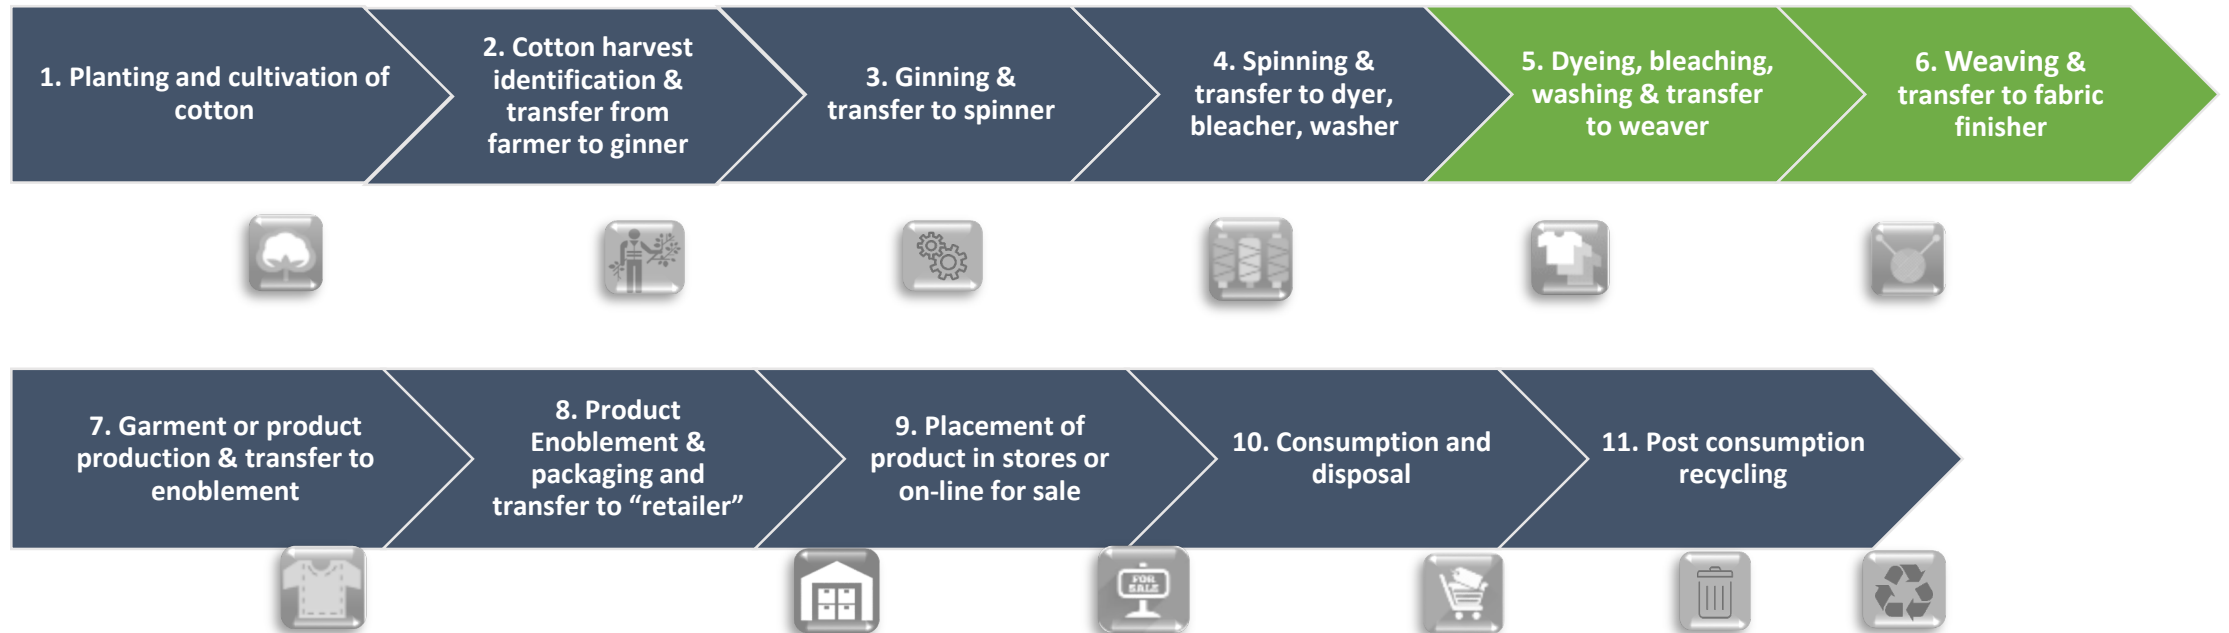 1. Planting and cultivation of
cotton
2. Cotton harvest
identification &
transfer from
farmer to ginner
3. Ginning &
transfer to spinner
4. Spinning &
transfer to dyer,
bleacher, washer
5. Dyeing, bleaching,
washing & transfer
to weaver
6. Weaving &
transfer to fabric
finisher
7. Garment or product
production & transfer to
enoblement
8. Product
Enoblement &
packaging and
transfer to “retailer”
9. Placement of
product in stores or
on-line for sale
FOR
SALE
10. Consumption and
disposal
11. Post consumption
recycling